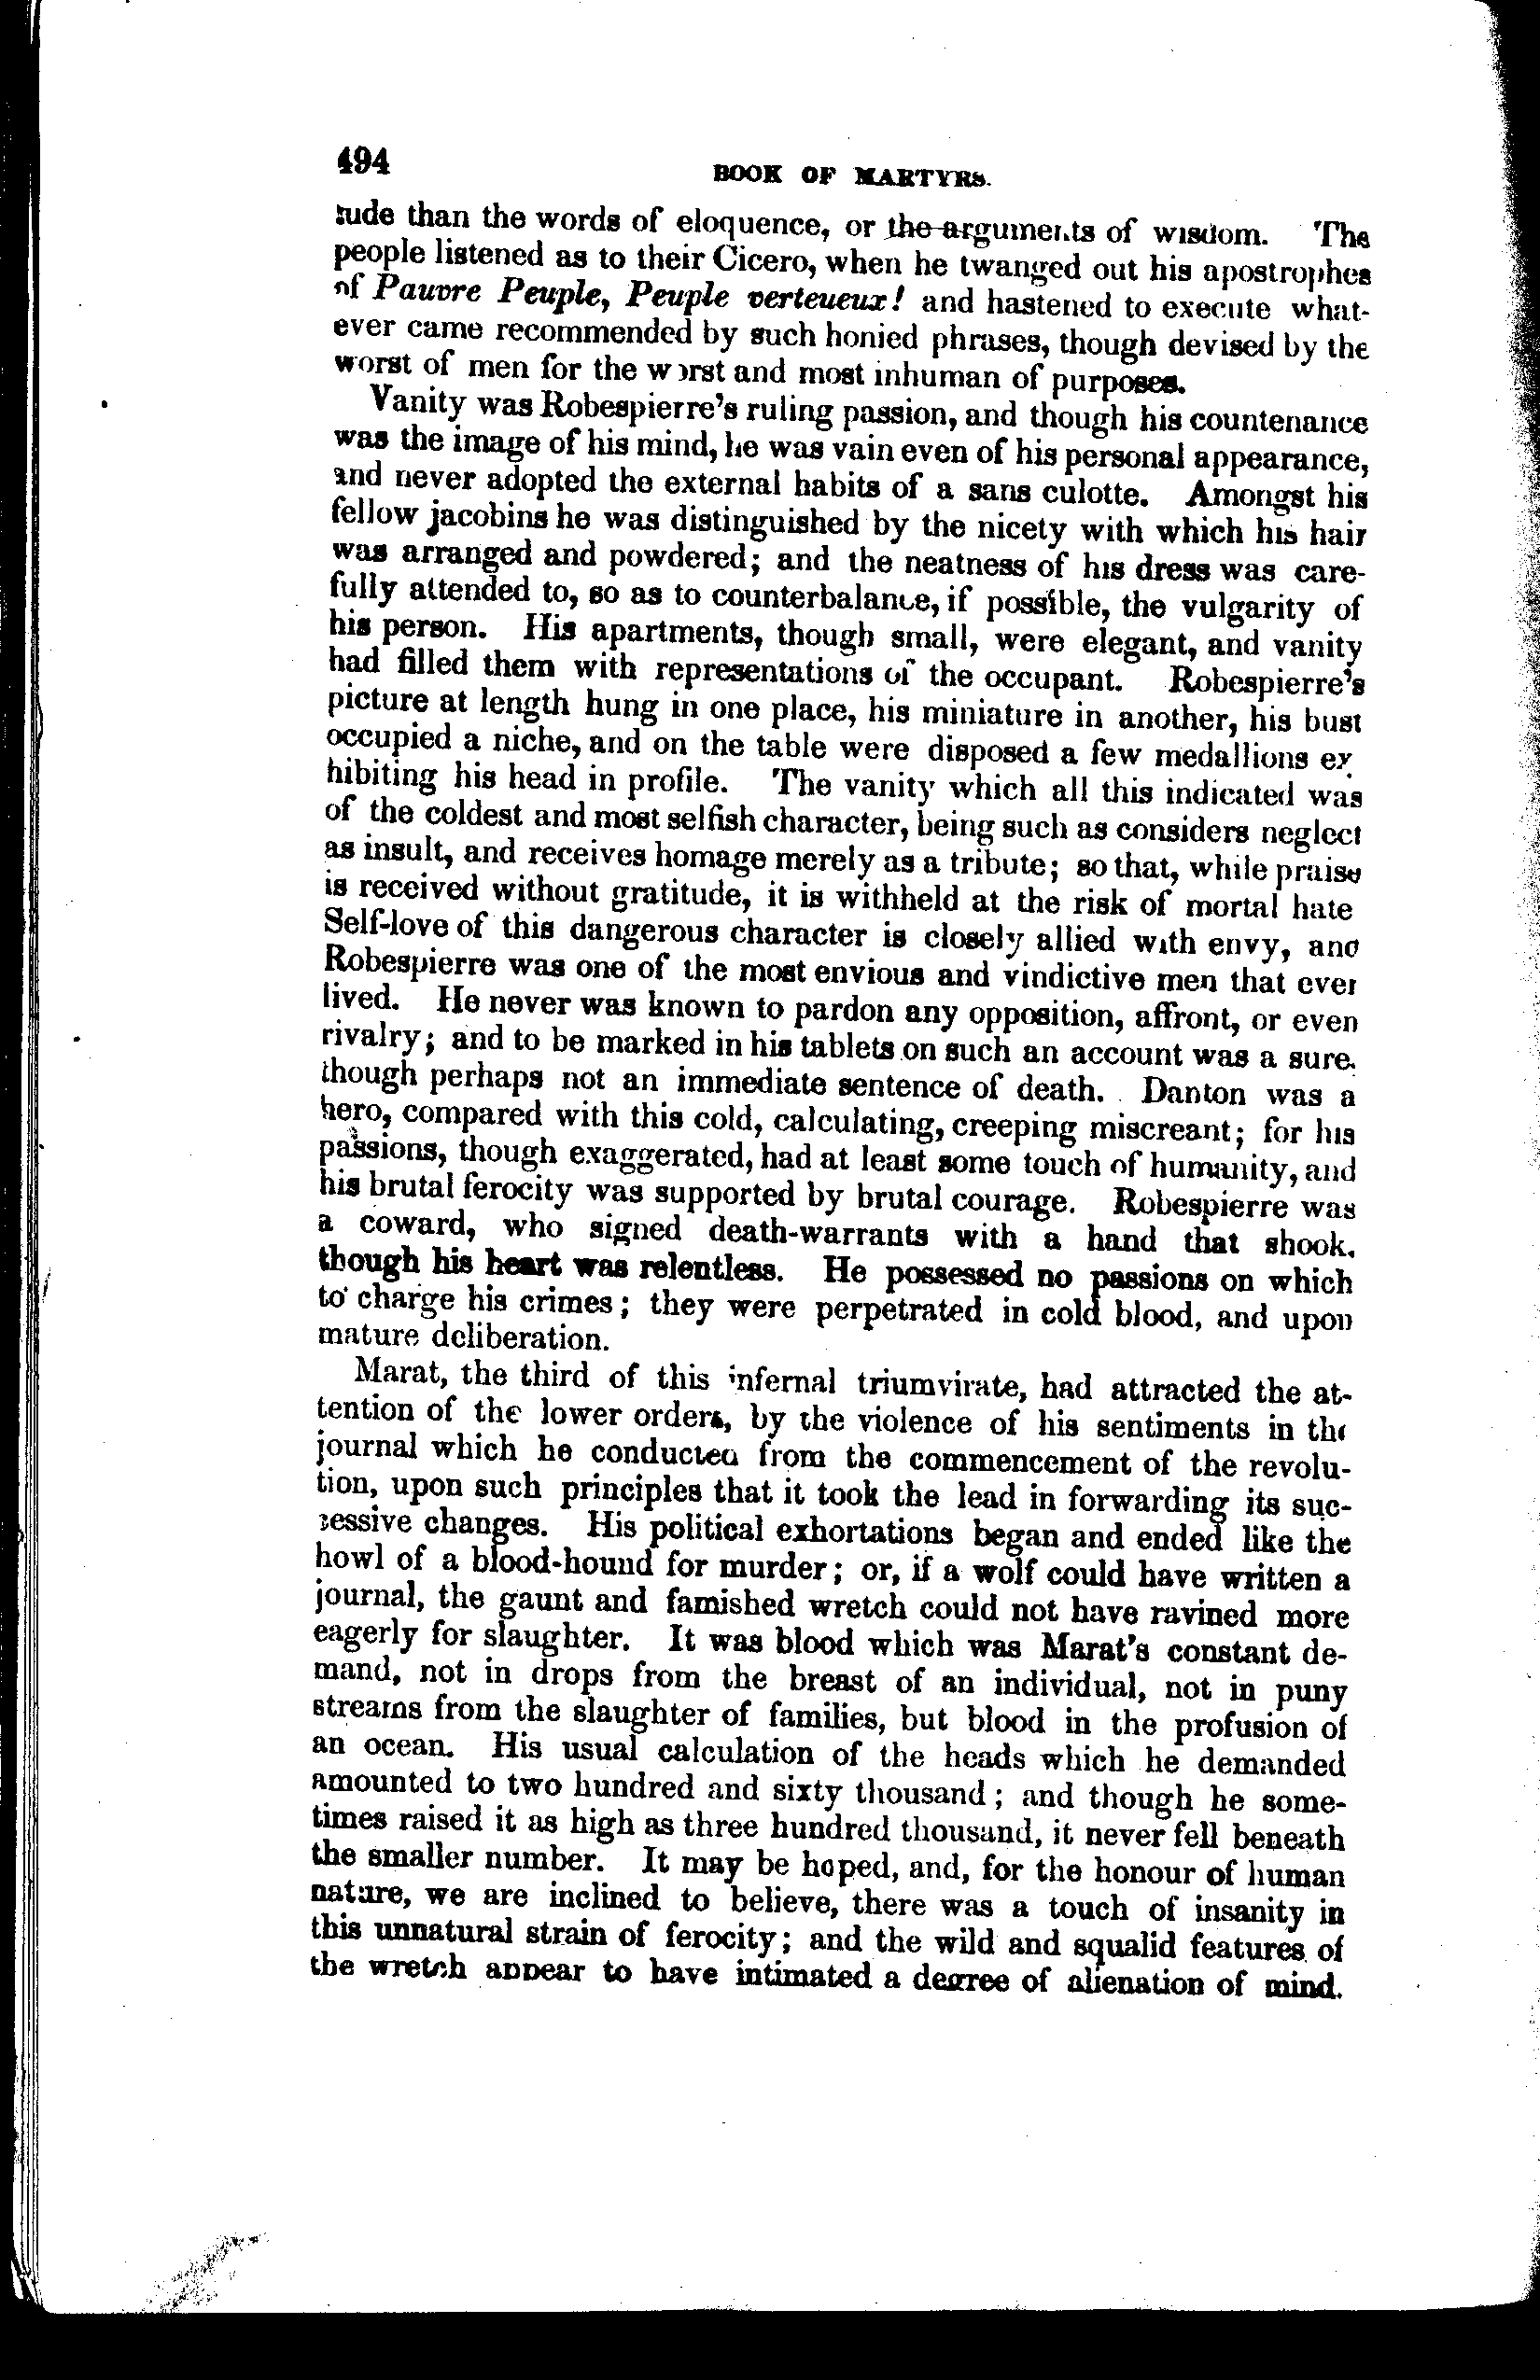 494
BOOK OF MARTYRS.
tude than the words of eloquence, or the arguments of wisdom. The
people listened as to their Cicero, when he twanged out his apostrophes
of Pauvre Peuple, Peuple verteueux! and hastened to execute what-
ever came recommended by such honied phrases, though devised by the
worst of men for the worst and most inhuman of purposes.
Vanity was Robespierre's ruling passion, and though his countenance
was the image of his mind, he was vain even of his personal appearance,
and never adopted the external habits of a sans culotte. Amongst his
fellow jacobins he was distinguished by the nicety with which his hair
was arranged and powdered; and the neatness of his dress was care-
fully attended to, so as to counterbalance, if possible, the vulgarity of
his person. His apartments, though small, were elegant, and vanity
had filled them with representations of the occupant. Robespierre's
picture at length hung in one place, his miniature in another, his bust
occupied a niche, and on the table were disposed a few medallions ex
hibiting his head in profile. The vanity which all this indicated was
of the coldest and most selfish character, being such as considers neglect
as insult, and receives homage merely as a tribute; so that, while praise
is received without gratitude, it is withheld at the risk of mortal hate
Self-love of this dangerous character is closely allied with envy, and
Robespierre was one of the most envious and vindictive men that ever
lived. He never was known to pardon any opposition, affront, or even
rivalry; and to be marked in his tablets on such an account was a sure,
though perhaps not an immediate sentence of death. Danton was a
hero, compared with this cold, calculating, creeping miscreant; for his
passions, though exaggerated, had at least some touch of humanity, and
his brutal ferocity was supported by brutal courage. Robespierre was
a coward, who signed death-warrants with a hand that shook,
though his heart was relentless. He possessed no passions on which
to charge his crimes; they were perpetrated in cold blood, and upon
mature deliberation.
Marat, the third of this infernal triumvirate, had attracted the at-
tention of the lower orders, by the violence of his sentiments in the
journal which he conducted from the commencement of the revolu-
tion, upon such principles that it took the lead in forwarding its suc-
cessive changes. His political exhortations began and ended like the
howl of a blood-hound for murder; or, if a wolf could have written a
journal, the gaunt and famished wretch could not have ravined more
eagerly for slaughter. It was blood which was Marat's constant de-
mand, not in drops from the breast of an individual, not in puny
streams from the slaughter of families, but blood in the profusion of
an ocean. His usual calculation of the heads which he demanded
amounted to two hundred and sixty thousand; and though he some-
times raised it as high as three hundred thousand, it never fell beneath
the smaller number. It may be hoped, and, for the honour of human
nature, we are inclined to believe, there was a touch of insanity in
this unnatural strain of ferocity; and the wild and squalid features of
the wretch appear to have intimated a degree of alienation of mind.